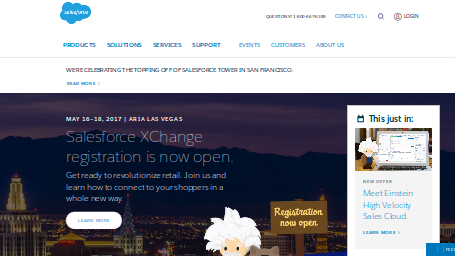 salesforce
QUESTIONS? 1-800-667-6389
CONTACT US
LOGIN
PRODUCTS SOLUTIONS SERVICES SUPPORT EVENTS CUSTOMERS ABOUT US
WE'RE CELEBRATING THE TOPPING OFF OF SALESFORCE TOWER IN SAN FRANCISCO.
READ MORE
MAY 16-18, 2017 | ARIA LAS VEGAS
Salesforce XChange
registration is now open.
Get ready to revolutionize retail. Join us and
learn how to connect to your shoppers in a
whole new way.
LEARN MORE
Registration
now open
This just in:
NEW OFFER
Meet Einstein
High Velocity
Sales Cloud.
LEARN MORE